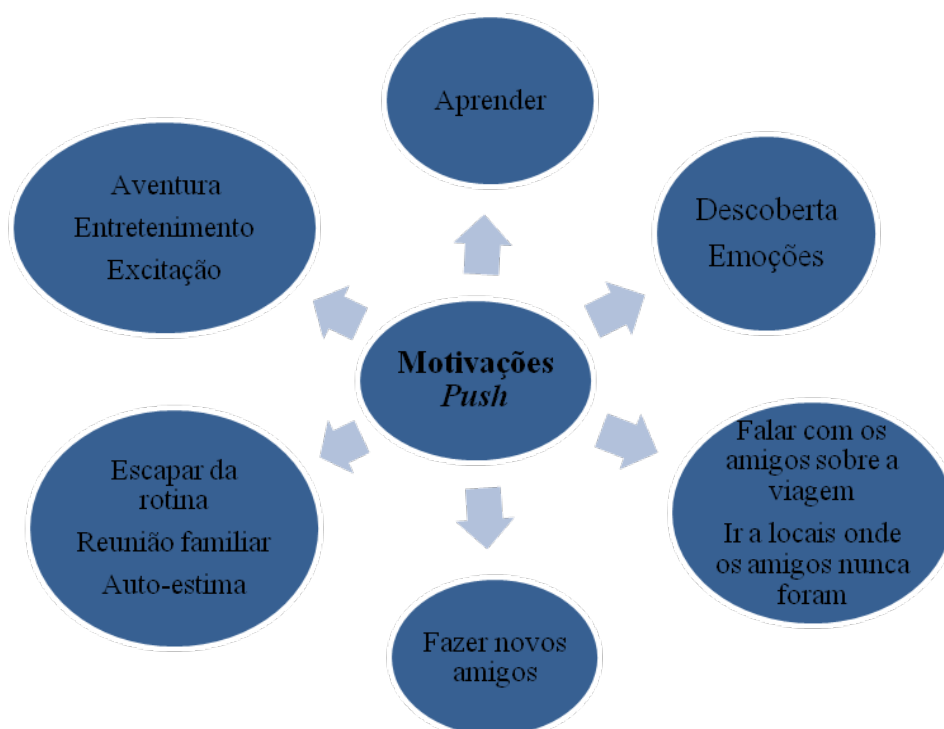 Aprender
Aventura
Entretenimento
Excitação
Descoberta
Emoções
Motivações
Push
Escapar da
rotina
Reunião familiar
Auto-estima
Falar com os
amigos sobre a
viagem
Ir a locais onde
os amigos nunca
foram
Fazer novos
amigos